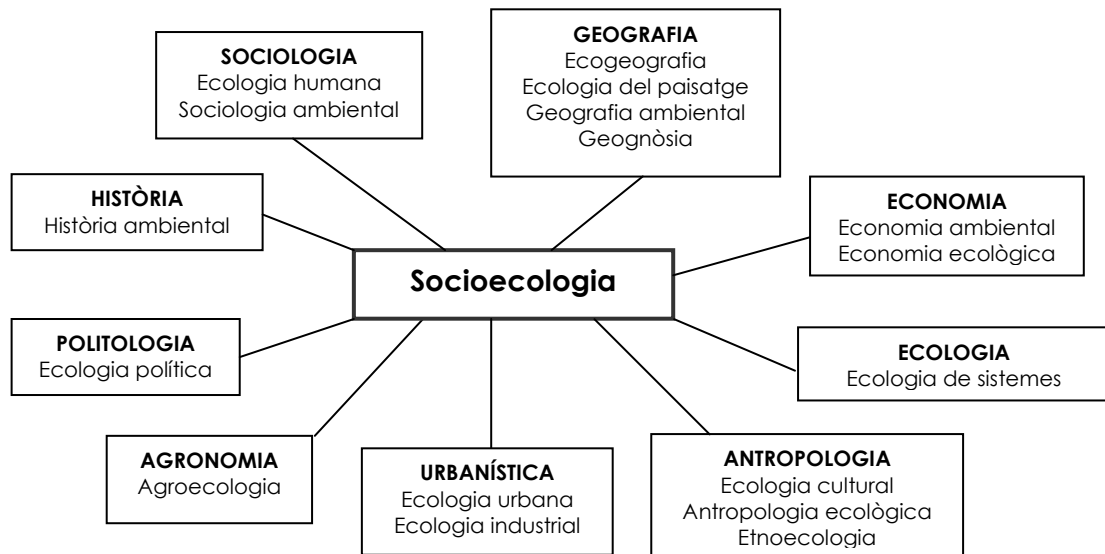 SOCIOLOGIA
Ecologia humana
Sociologia ambiental
GEOGRAFIA
Ecogeografia
Ecologia del paisatge
Geografia ambiental
Geognòsia
HISTÒRIA
Història ambiental
ECONOMIA
Economia ambiental
Economia ecològica
Socioecologia
POLITOLOGIA
Ecologia política
ECOLOGIA
Ecologia de sistemes
AGRONOMIA
Agroecologia
URBANÍSTICA
Ecologia urbana
Ecologia industrial
ANTROPOLOGIA
Ecologia cultural
Antropologia ecològica
Etnoecologia